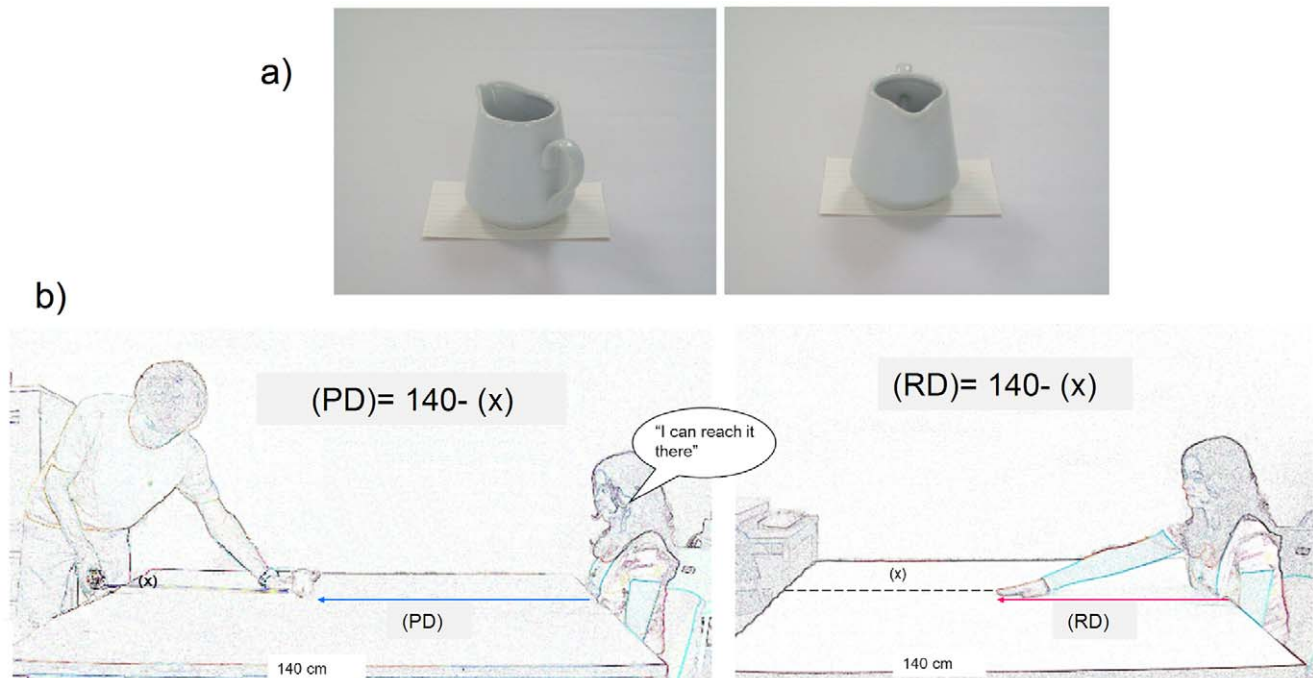 a)
b)
(PD)= 140- (x)
(RD)= 140- (x)
"I can reach it
there"
(x)
(PD)
140 cm
(x)
(RD)
140 cm